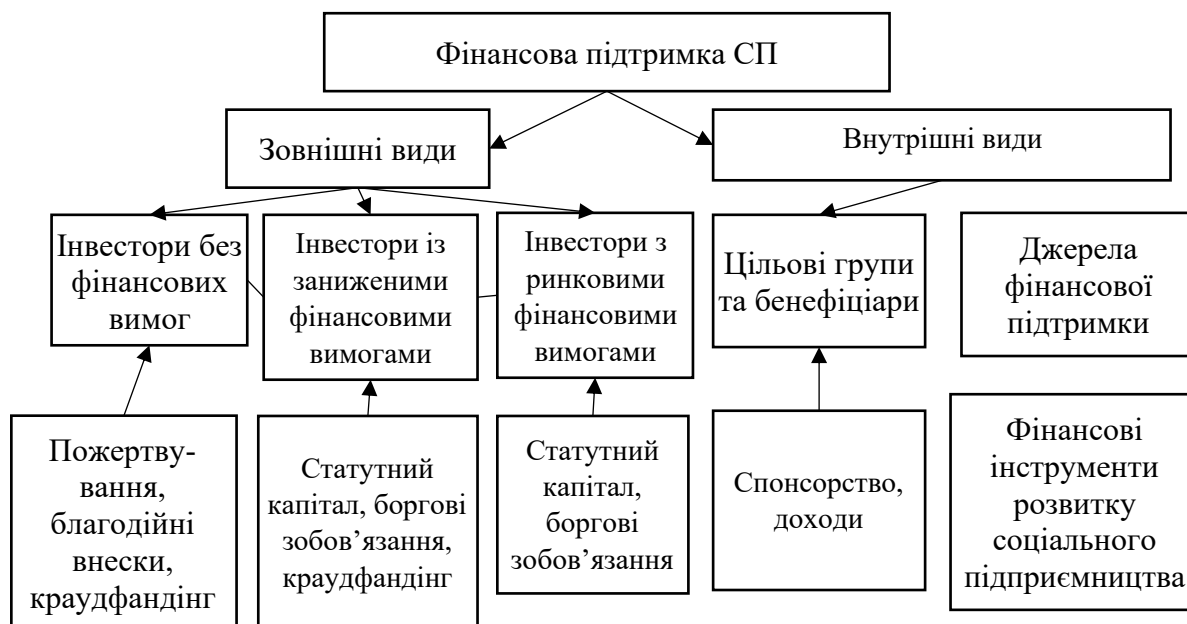 Фінансова підтримка СП
Зовнішні види
Внутрішні види
Інвестори без
фінансових
вимог
Інвестори із
заниженими
фінансовими
вимогами
Інвестори з
ринковими
фінансовими
вимогами
Цільові групи
та бенефіціари
Джерела
фінансової
підтримки
Пожертву-
вання,
благодійні
внески,
краудфандінг
Статутний
капітал, боргові
зобов’язання,
краудфандінг
Статутний
капітал,
боргові
зобов’язання
Спонсорство,
доходи
Фінансові
інструменти
розвитку
соціального
підприємництва